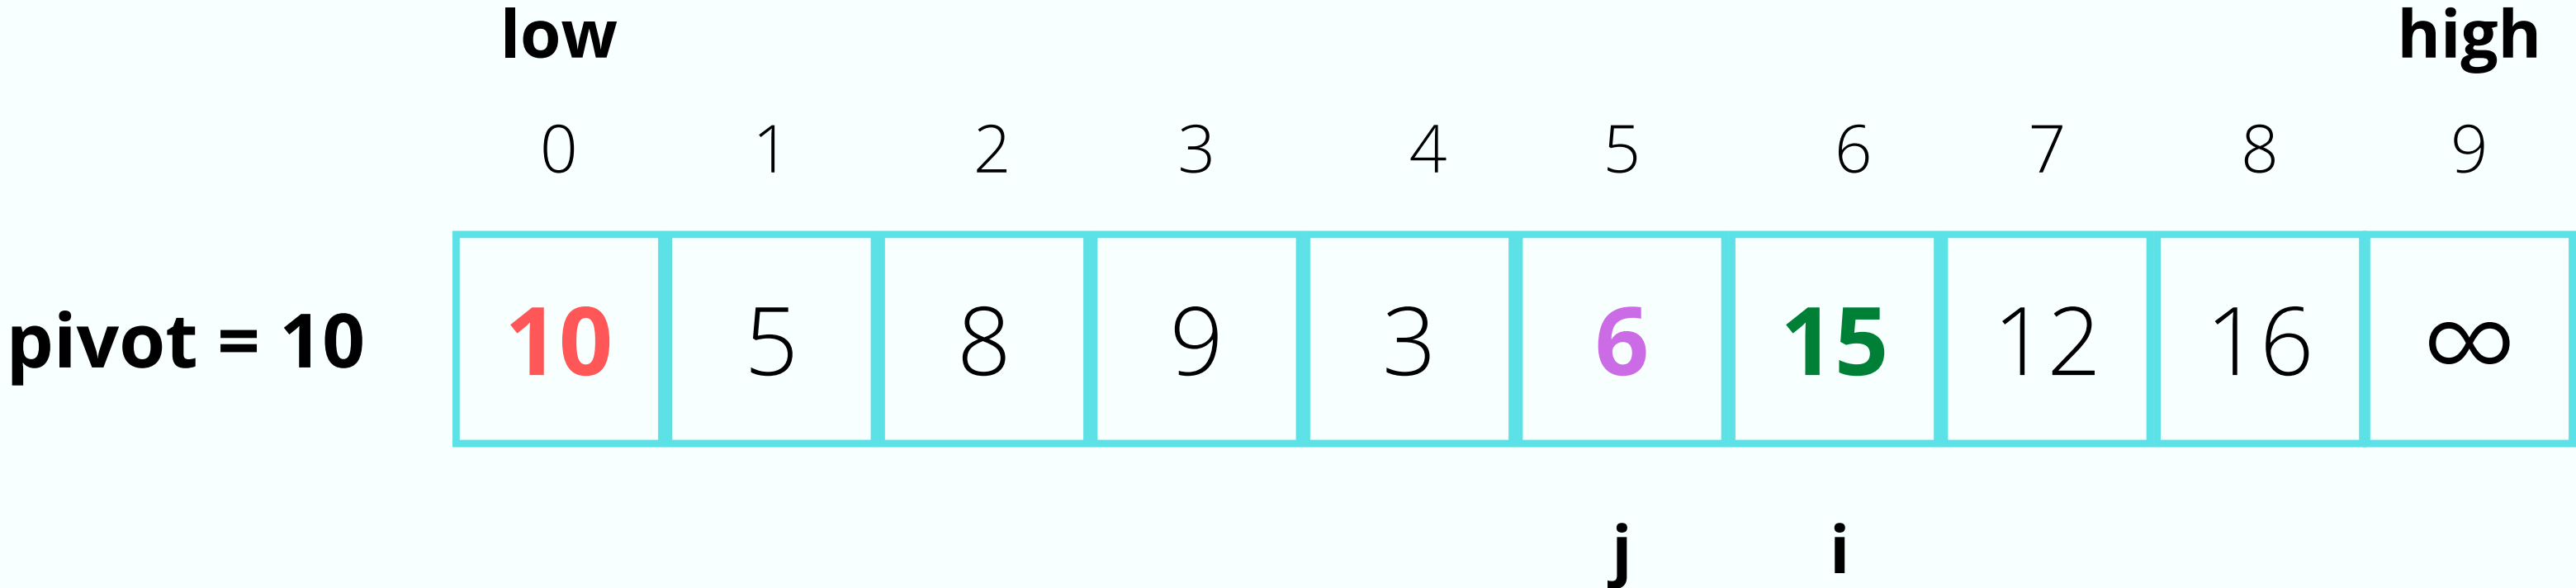 low high
0 1 2 3 4 5 6 7 8 9
pivot = 10 10 5 8 9 3 6 15 12 16 ∞
j i